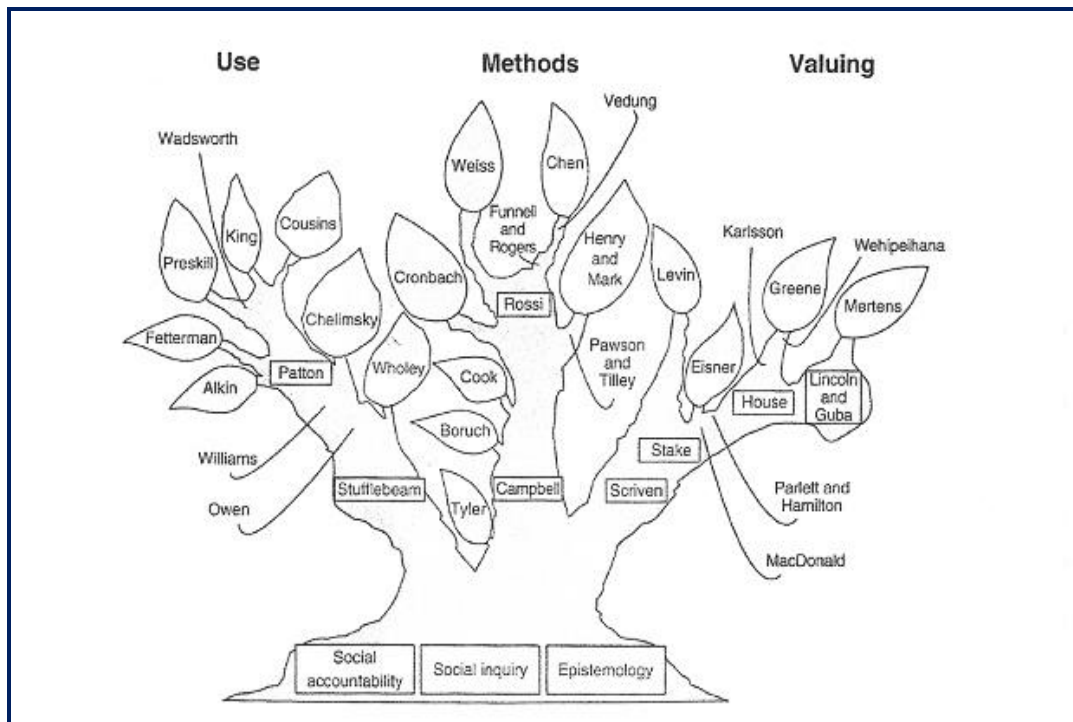 Use
Methods
Valuing
Vedung
Wadsworth
Weiss
Chen
King
Cousins
Funnell
and
Rogers
Henry
and
Mark
Karlsson
Wehipeihana
Preskill
Cronbach
Levin
Greene
Mertens
Rossi
Chelimsky
Fetterman
Patton
Wholey
Cook
Pawson
and
Tilley
Eisner
House
Lincoln
and
Guba
Alkin
Boruch
Stake
Williams
Stufflebeam
Campbell
Scriven
Owen
Tyler
Parlett and
Hamilton
MacDonald
Social
accountability
Social inquiry
Epistemology